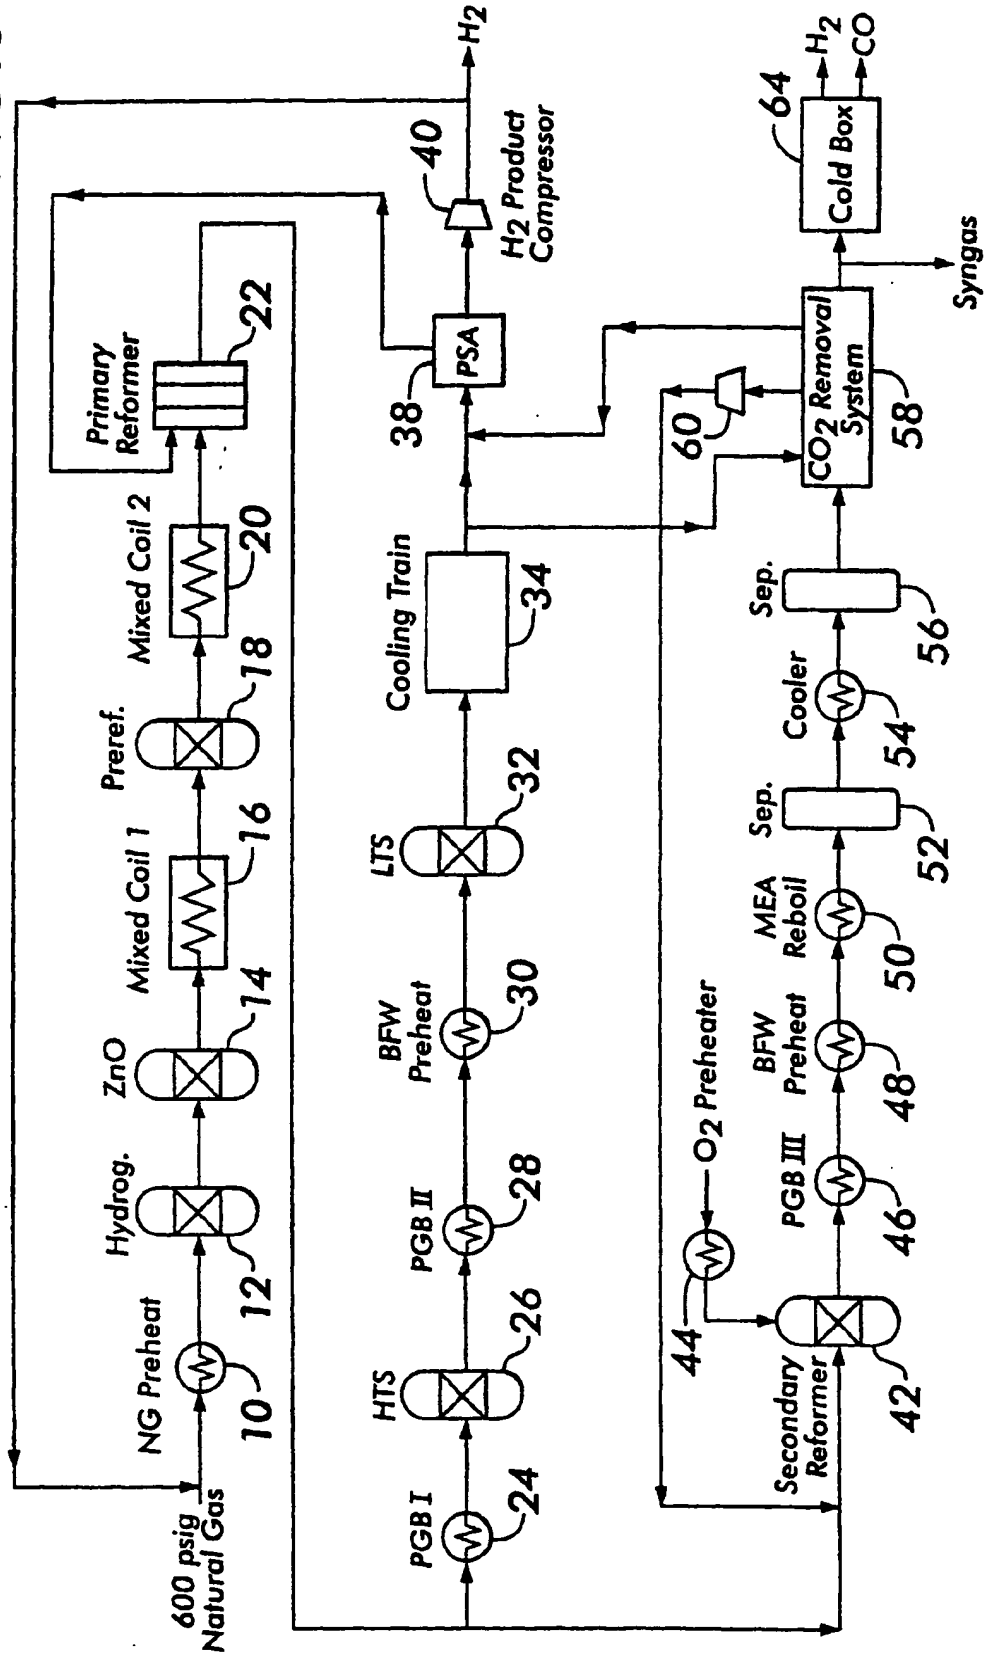 600 psig
Natural Gas
NG Preheat
10
Hydrog.
12
ZnO
14
Mixed Coil 1
16
Preref.
18
Mixed Coil 2
20
Primary
Reformer
22
PGB I
24
HTS
26
PGB II
28
BFW
Preheat
30
LTS
32
Cooling Train
34
38
PSA
40
H2 Product
Compressor
H2
Secondary
Reformer
42
44
O2 Preheater
PGB III
46
BFW
Preheat
48
MEA
Reboil
50
Sep.
52
Cooler
54
Sep.
56
60
CO2 Removal
System
58
Syngas
64
Cold Box
H2
CO